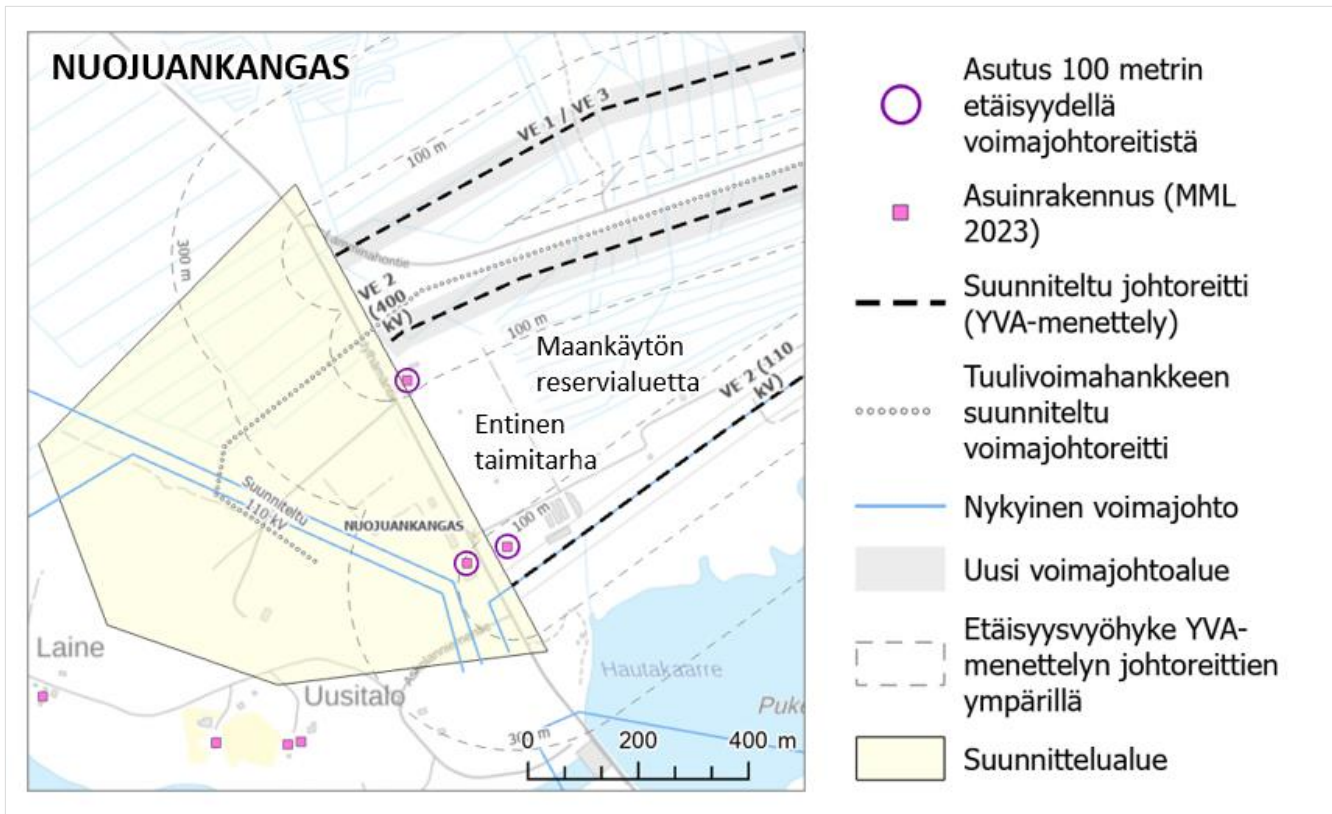 NUOJUANKANGAS
VE 1 / VE 3
100 m
300 m
VE 2
(400
kV)
100 m
Maankäytön
reservialuetta
VE 2 (110
kV)
Entinen
taimitarha
Suunniteltu
110 kV
NUOJUANKANGAS
100 m
Laine
Uusitalo
Hautakaarre
300 m
0 200 400 m
Asutus 100 metrin
etäisyydellä
voimajohtoreitistä
Asuinrakennus (MML
2023)
Suunniteltu johtoreitti
(YVA-menettely)
Tuulivoimahankkeen
suunniteltu
voimajohtoreitti
Nykyinen voimajohto
Uusi voimajohtoalue
Etäisyysvyöhyke YVA-
menettelyn johtoreittien
ympärillä
Suunnittelualue